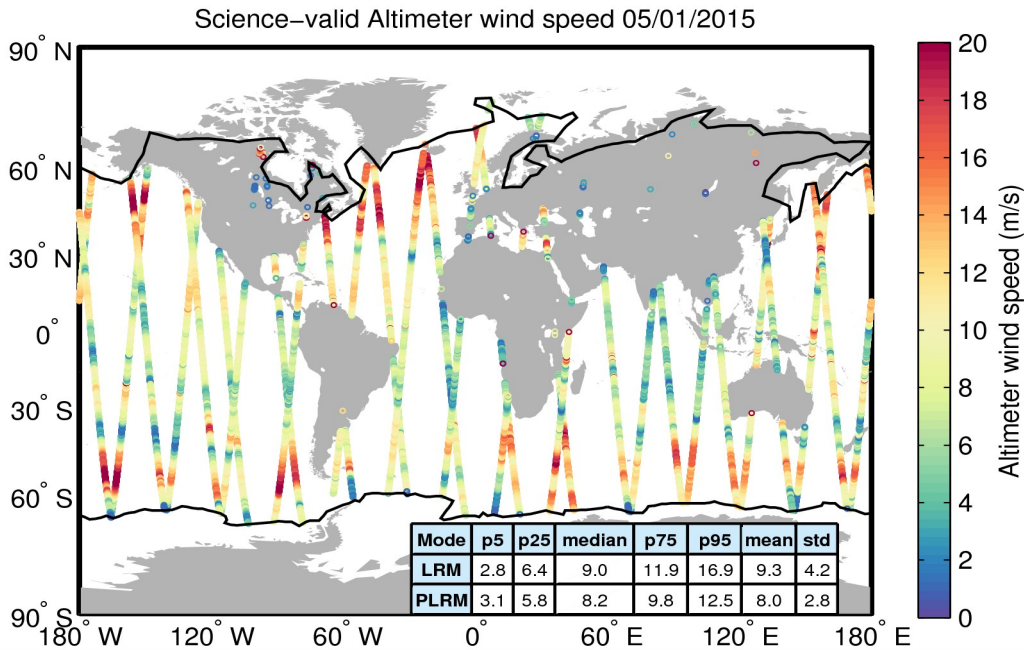 Science−valid Altimeter wind speed 05/01/2015
90° N
60° N
30° N
0°
30° S
60° S
90° S
180° W 120° W 60° W 0° 60° E 120° E 180° E
Mode p5 p25 median p75 p95 mean std
LRM 2.8 6.4 9.0 11.9 16.9 9.3 4.2
PLRM 3.1 5.8 8.2 9.8 12.5 8.0 2.8
20
18
16
14
12
10
8
6
4
2
0
Altimeter wind speed (m/s)